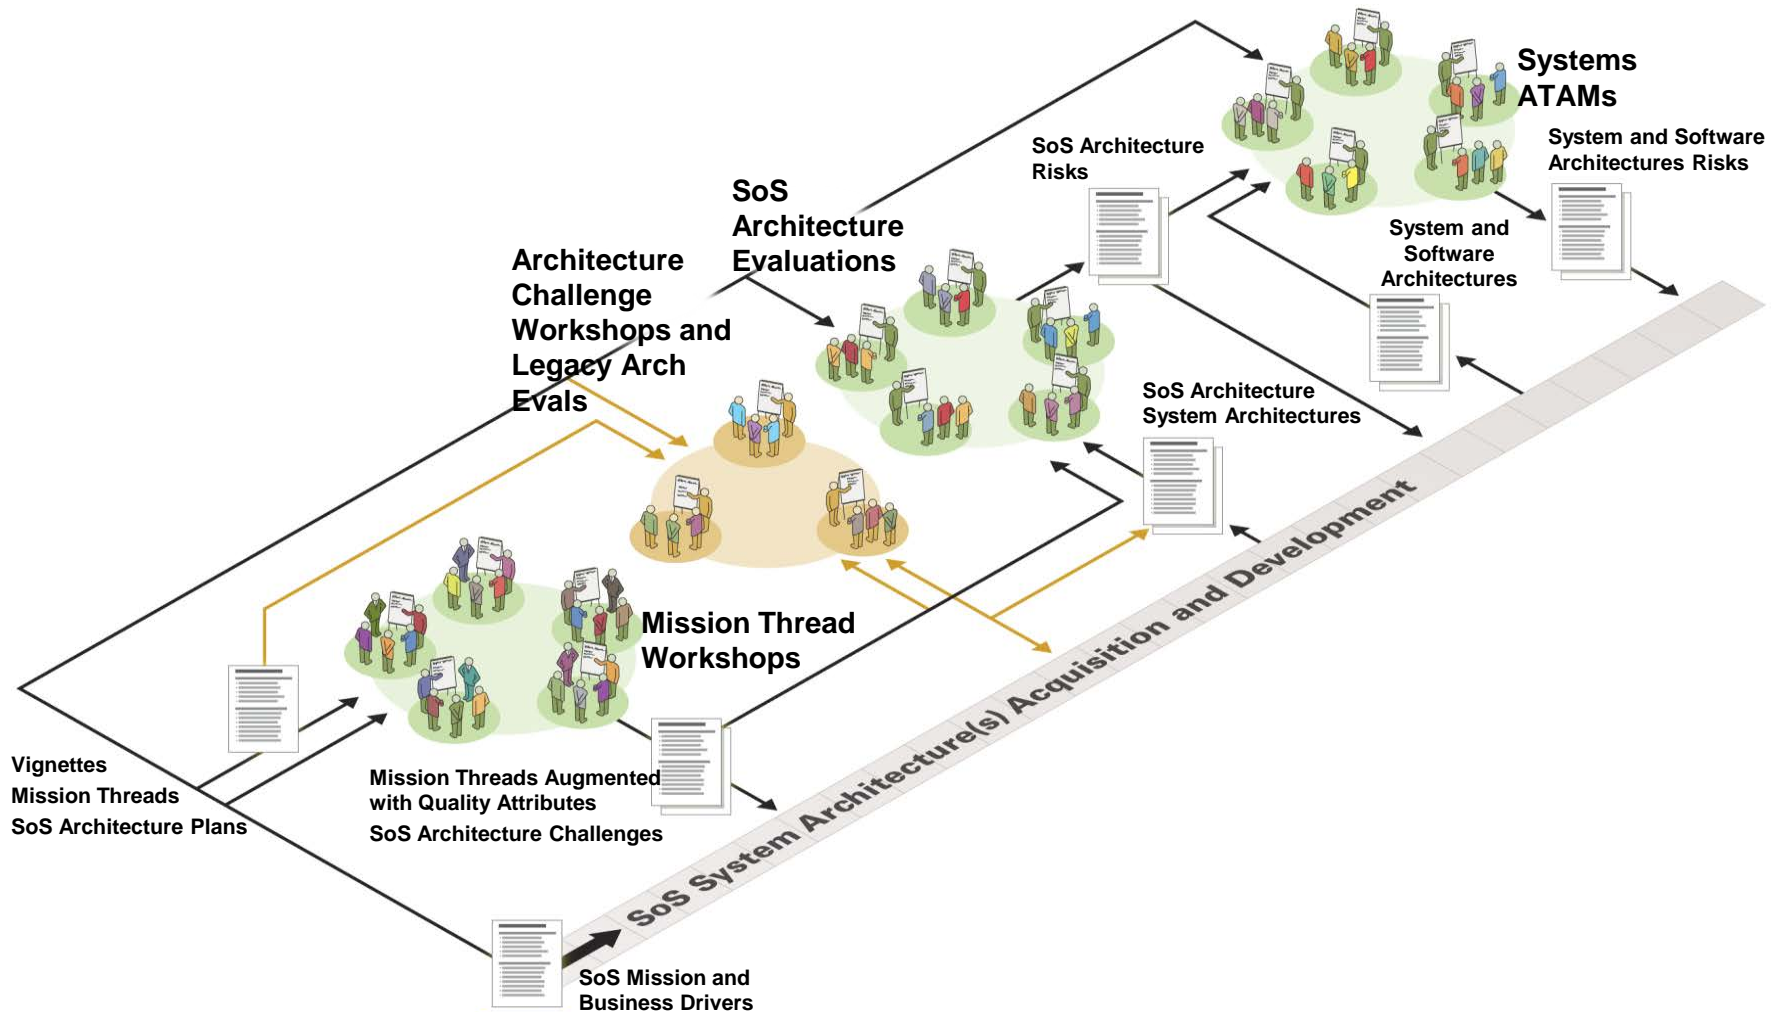 Systems
ATAMs
System and Software
Architectures Risks
SoS Architecture
Risks
SoS
Architecture
Evaluations
System and
Software
Architectures
Architecture
Challenge
Workshops and
Legacy Arch
Evals
SoS Architecture
System Architectures
Mission Thread
Workshops
Vignettes
Mission Threads
SoS Architecture Plans
Mission Threads Augmented
with Quality Attributes
SoS Architecture Challenges
SoS System Architecture(s) Acquisition and Development
SoS Mission and
Business Drivers